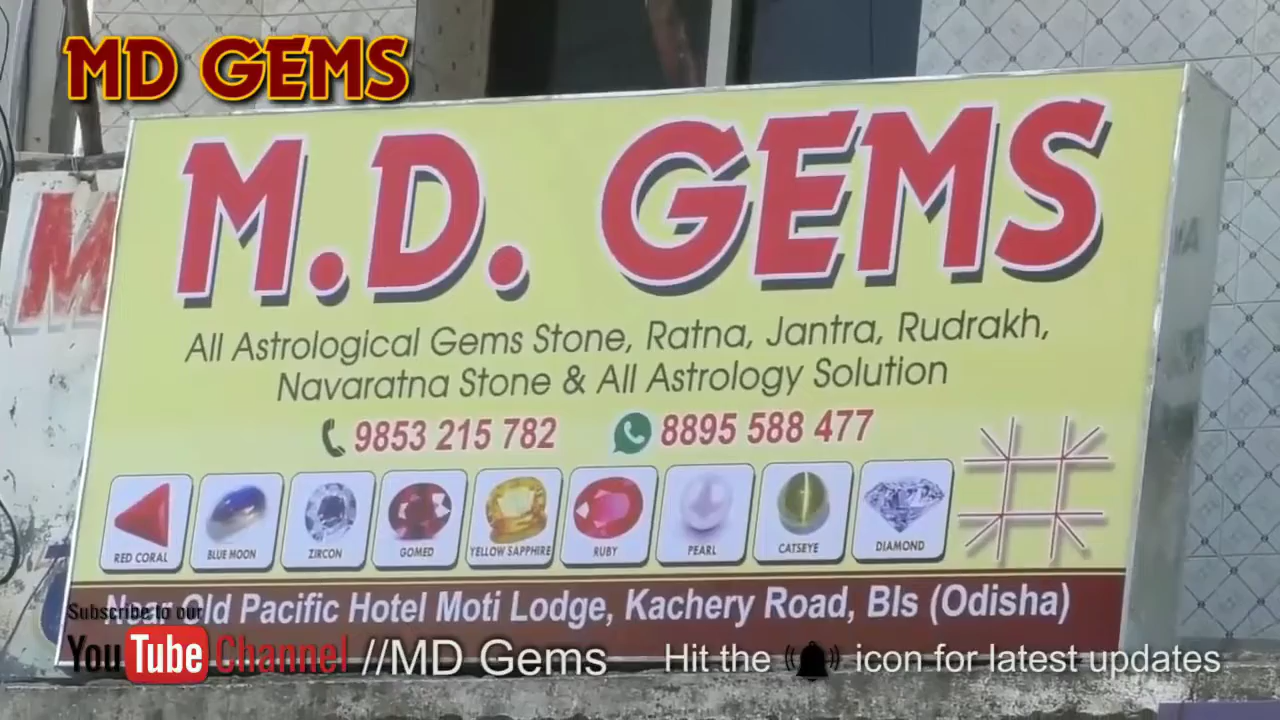 MD GEMS
M.D. GEMS
All Astrological Gems Stone, Ratna, Jantra, Rudrakh,
Navaratna Stone & All Astrology Solution
9853 215 782 8895 588 477
RED CORAL BLUE MOON ZIRCON GOMED YELLOW SAPPHIRE RUBY PEARL CATSEYE DIAMOND
Near Old Pacific Hotel Moti Lodge, Kachery Road, Bls (Odisha)
Subscribe to our
YouTube Channel //MD Gems Hit the icon for latest updates